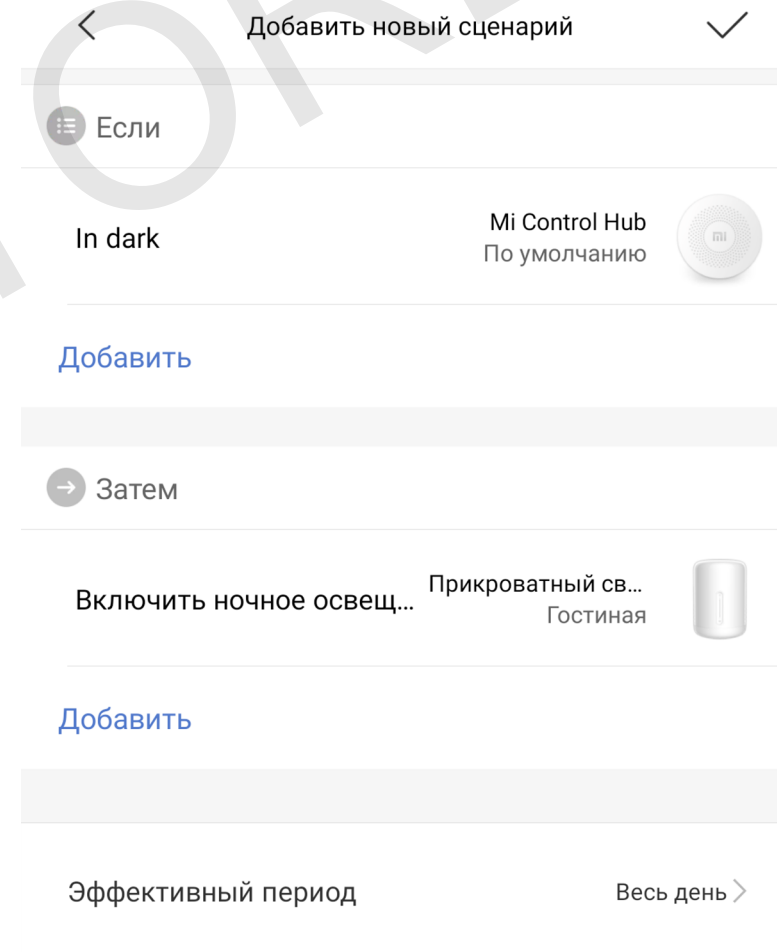 Добавить новый сценарий
Если
In dark
Mi Control Hub
По умолчанию
Добавить
Затем
Включить ночное освещ...
Прикроватный св...
Гостиная
Добавить
Эффективный период
Весь день